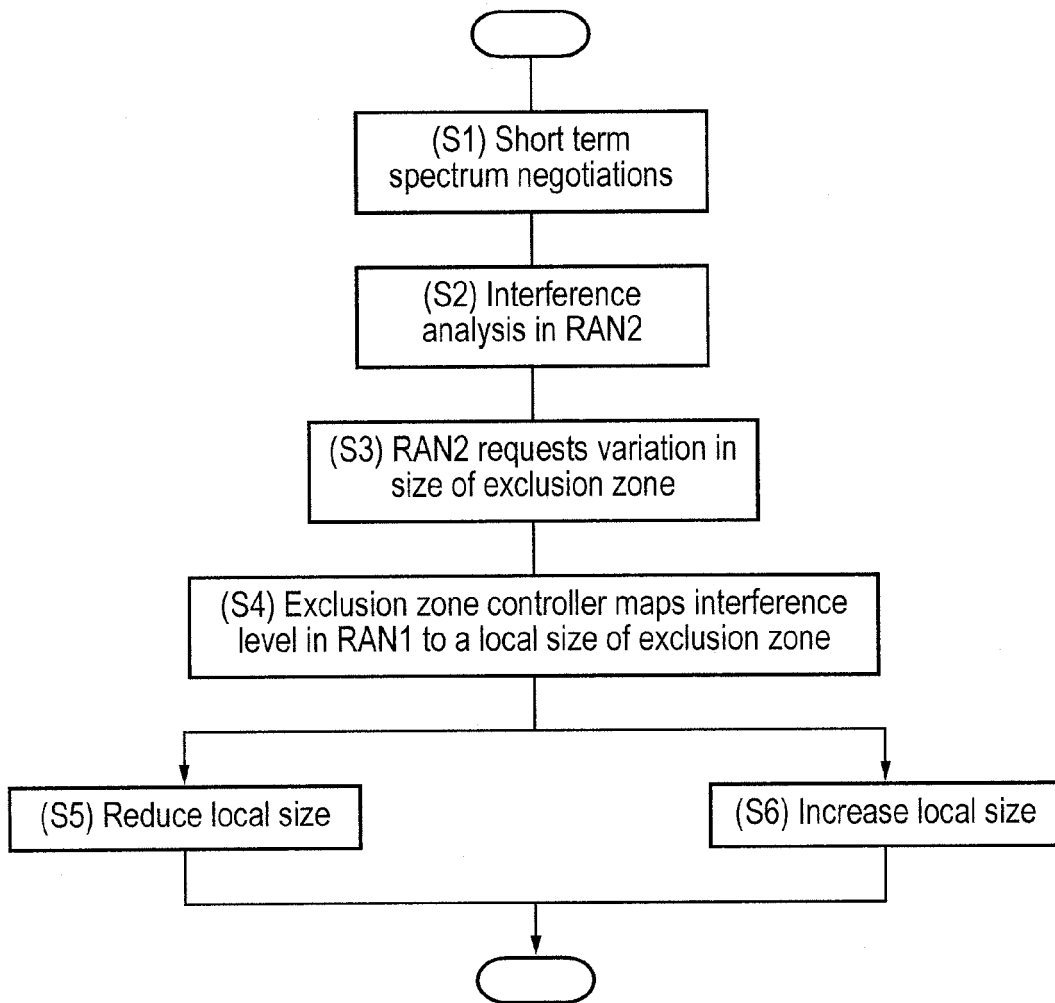 (S1) Short term
spectrum negotiations
(S2) Interference
analysis in RAN2
(S3) RAN2 requests variation in
size of exclusion zone
(S4) Exclusion zone controller maps interference
level in RAN1 to a local size of exclusion zone
(S5) Reduce local size
(S6) Increase local size